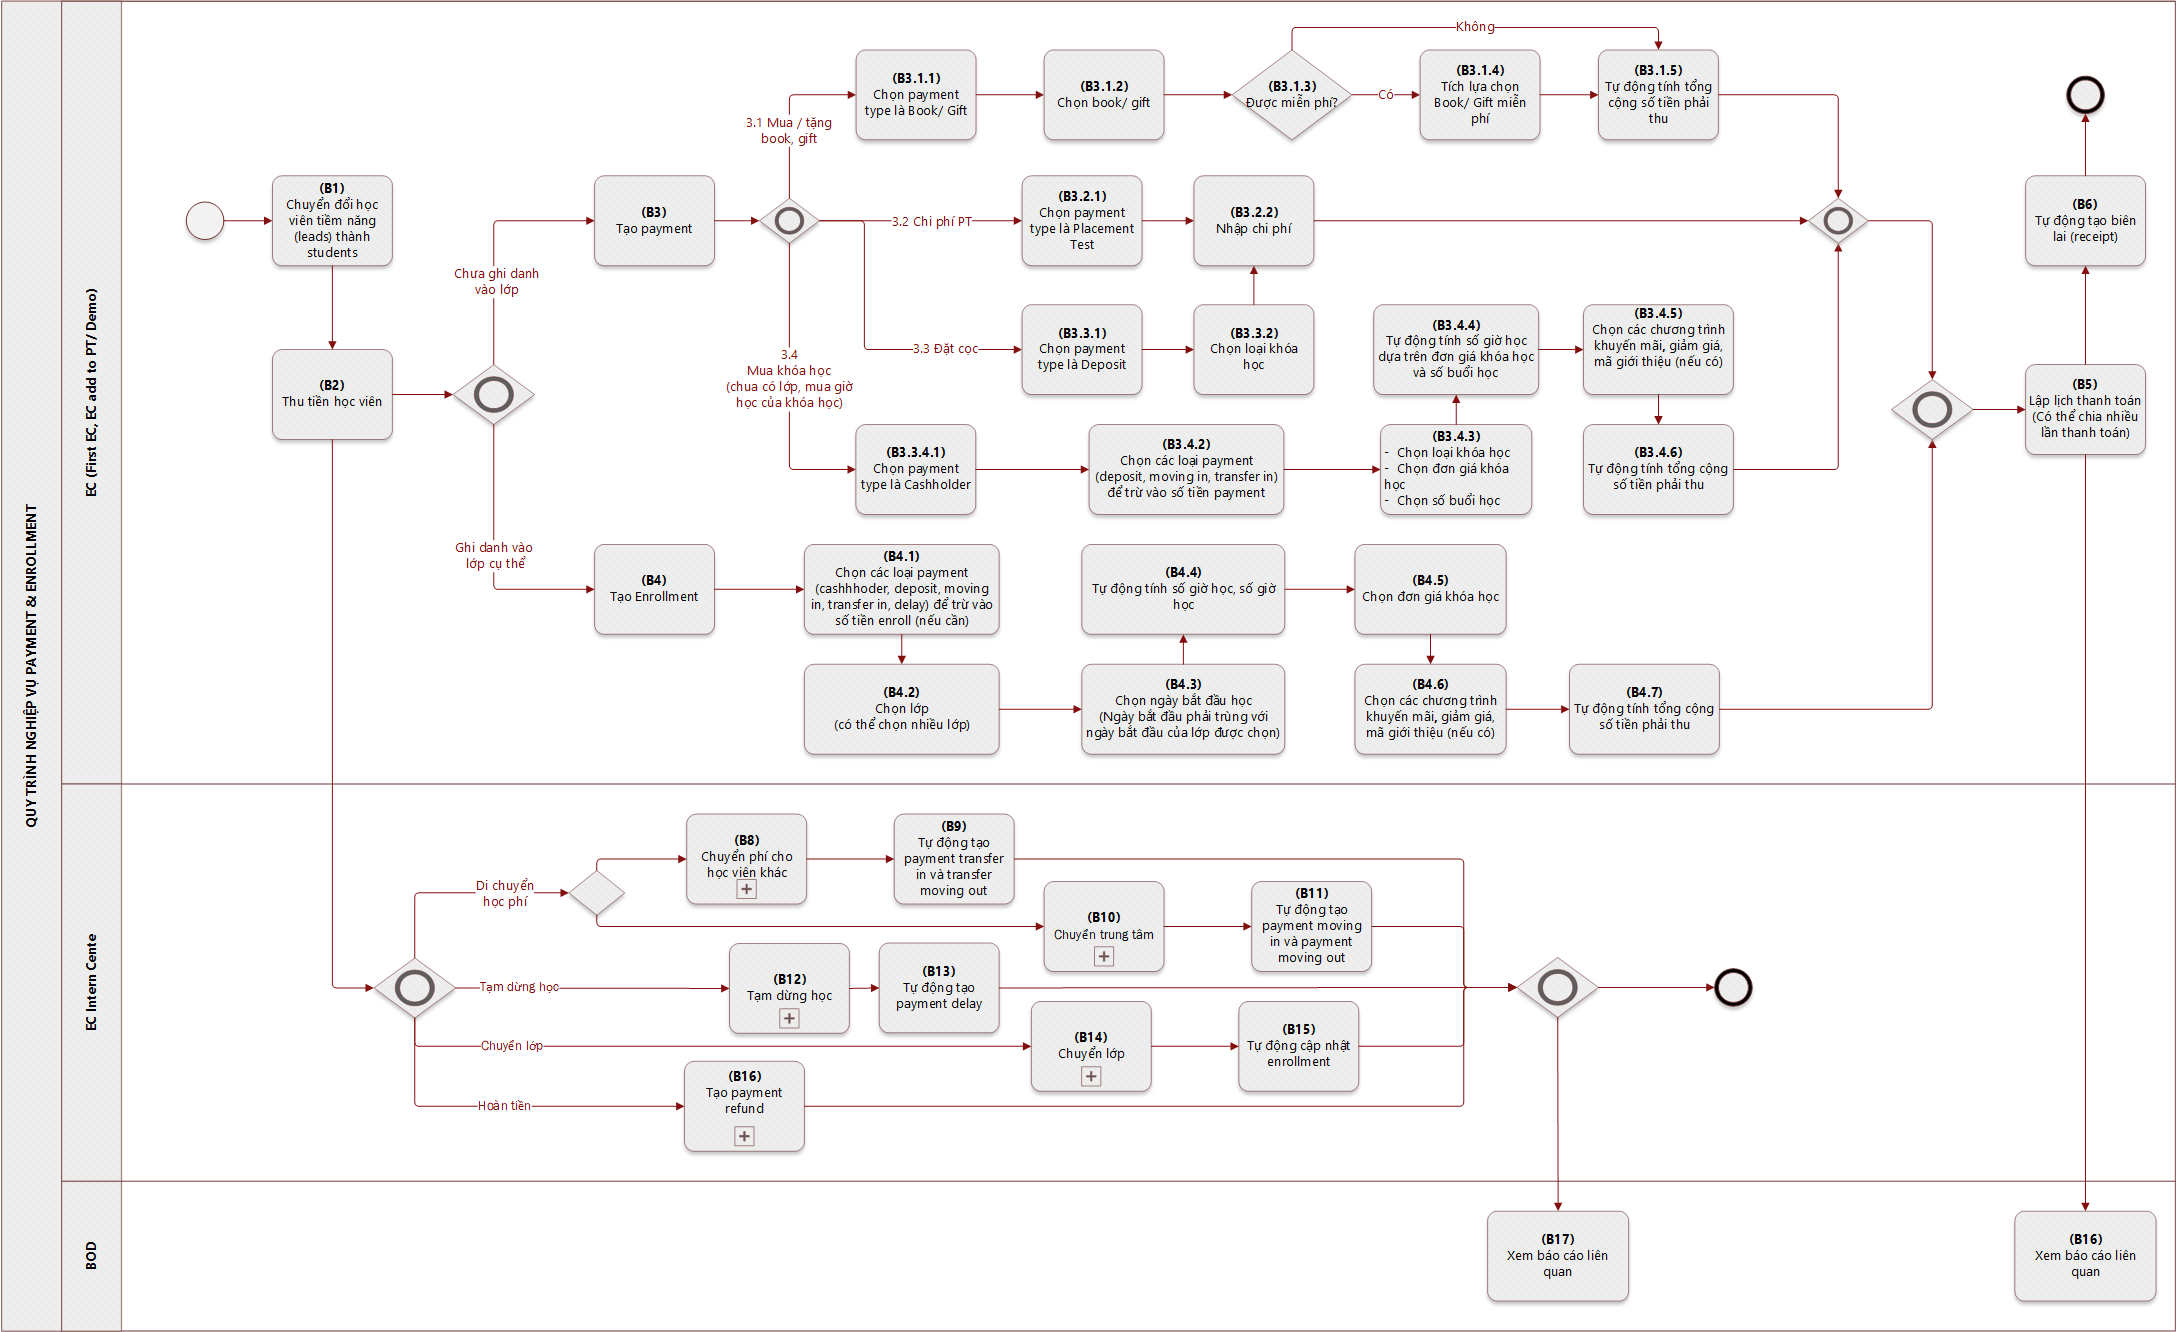 QUY TRÌNH NGHIỆP VỤ PAYMENT & ENROLLMENT
EC (First EC, EC add to PT/ Demo)
Không
(B3.1.1)
Chọn payment
type là Book/ Gift
(B3.1.2)
Chọn book/ gift
(B3.1.3)
Được miễn phí?
Có
(B3.1.4)
Tích lựa chọn
Book/ Gift miễn
phí
(B3.1.5)
Tự động tính tổng
cộng số tiền phải
thu
3.1 Mua / tặng
book, gift
(B1)
Chuyển đổi học
viên tiềm năng
(leads) thành
students
(B3)
Tạo payment
3.2 Chi phí PT
(B3.2.1)
Chọn payment
type là Placement
Test
(B3.2.2)
Nhập chi phí
(B6)
Tự động tạo biên
lai (receipt)
Chưa ghi danh
vào lớp
(B2)
Thu tiền học viên
3.3 Đặt cọc
(B3.3.1)
Chọn payment
type là Deposit
(B3.3.2)
Chọn loại khóa
học
(B3.4.4)
Tự động tính số giờ học
dựa trên đơn giá khóa học
và số buổi học
(B3.4.5)
Chọn các chương trình
khuyến mãi, giảm giá,
mã giới thiệu (nếu có)
3.4
Mua khóa học
(chua có lớp, mua giờ
học của khóa học)
(B5)
Lập lịch thanh toán
(Có thể chia nhiều
lần thanh toán)
(B3.3.4.1)
Chọn payment
type là Cashholder
(B3.4.2)
Chọn các loại payment
(deposit, moving in, transfer in)
để trừ vào số tiền payment
(B3.4.3)
- Chọn loại khóa học
- Chọn đơn giá khóa
học
- Chọn số buổi học
(B3.4.6)
Tự động tính tổng cộng
số tiền phải thu
Ghi danh vào
lớp cụ thể
(B4)
Tạo Enrollment
(B4.1)
Chọn các loại payment
(cashhhoder, deposit, moving
in, transfer in, delay) để trừ vào
số tiền enroll (nếu cần)
(B4.4)
Tự động tính số giờ học, số giờ
học
(B4.5)
Chọn đơn giá khóa học
(B4.2)
Chọn lớp
(có thể chọn nhiều lớp)
(B4.3)
Chọn ngày bắt đầu học
(Ngày bắt đầu phải trùng với
ngày bắt đầu của lớp được chọn)
(B4.6)
Chọn các chương trình
khuyến mãi, giảm giá,
mã giới thiệu (nếu có)
(B4.7)
Tự động tính tổng cộng
số tiền phải thu
EC Intern Cente
Di chuyển
học phí
(B8)
Chuyển phí cho
học viên khác
(B9)
Tự động tạo
payment transfer
in và transfer
moving out
(B10)
Chuyển trung tâm
(B11)
Tự động tạo
payment moving
in và payment
moving out
Tạm dừng học
(B12)
Tạm dừng học
(B13)
Tự động tạo
payment delay
Chuyển lớp
(B14)
Chuyển lớp
(B15)
Tự động cập nhật
enrollment
Hoàn tiền
(B16)
Tạo payment
refund
BOD
(B17)
Xem báo cáo liên
quan
(B16)
Xem báo cáo liên
quan